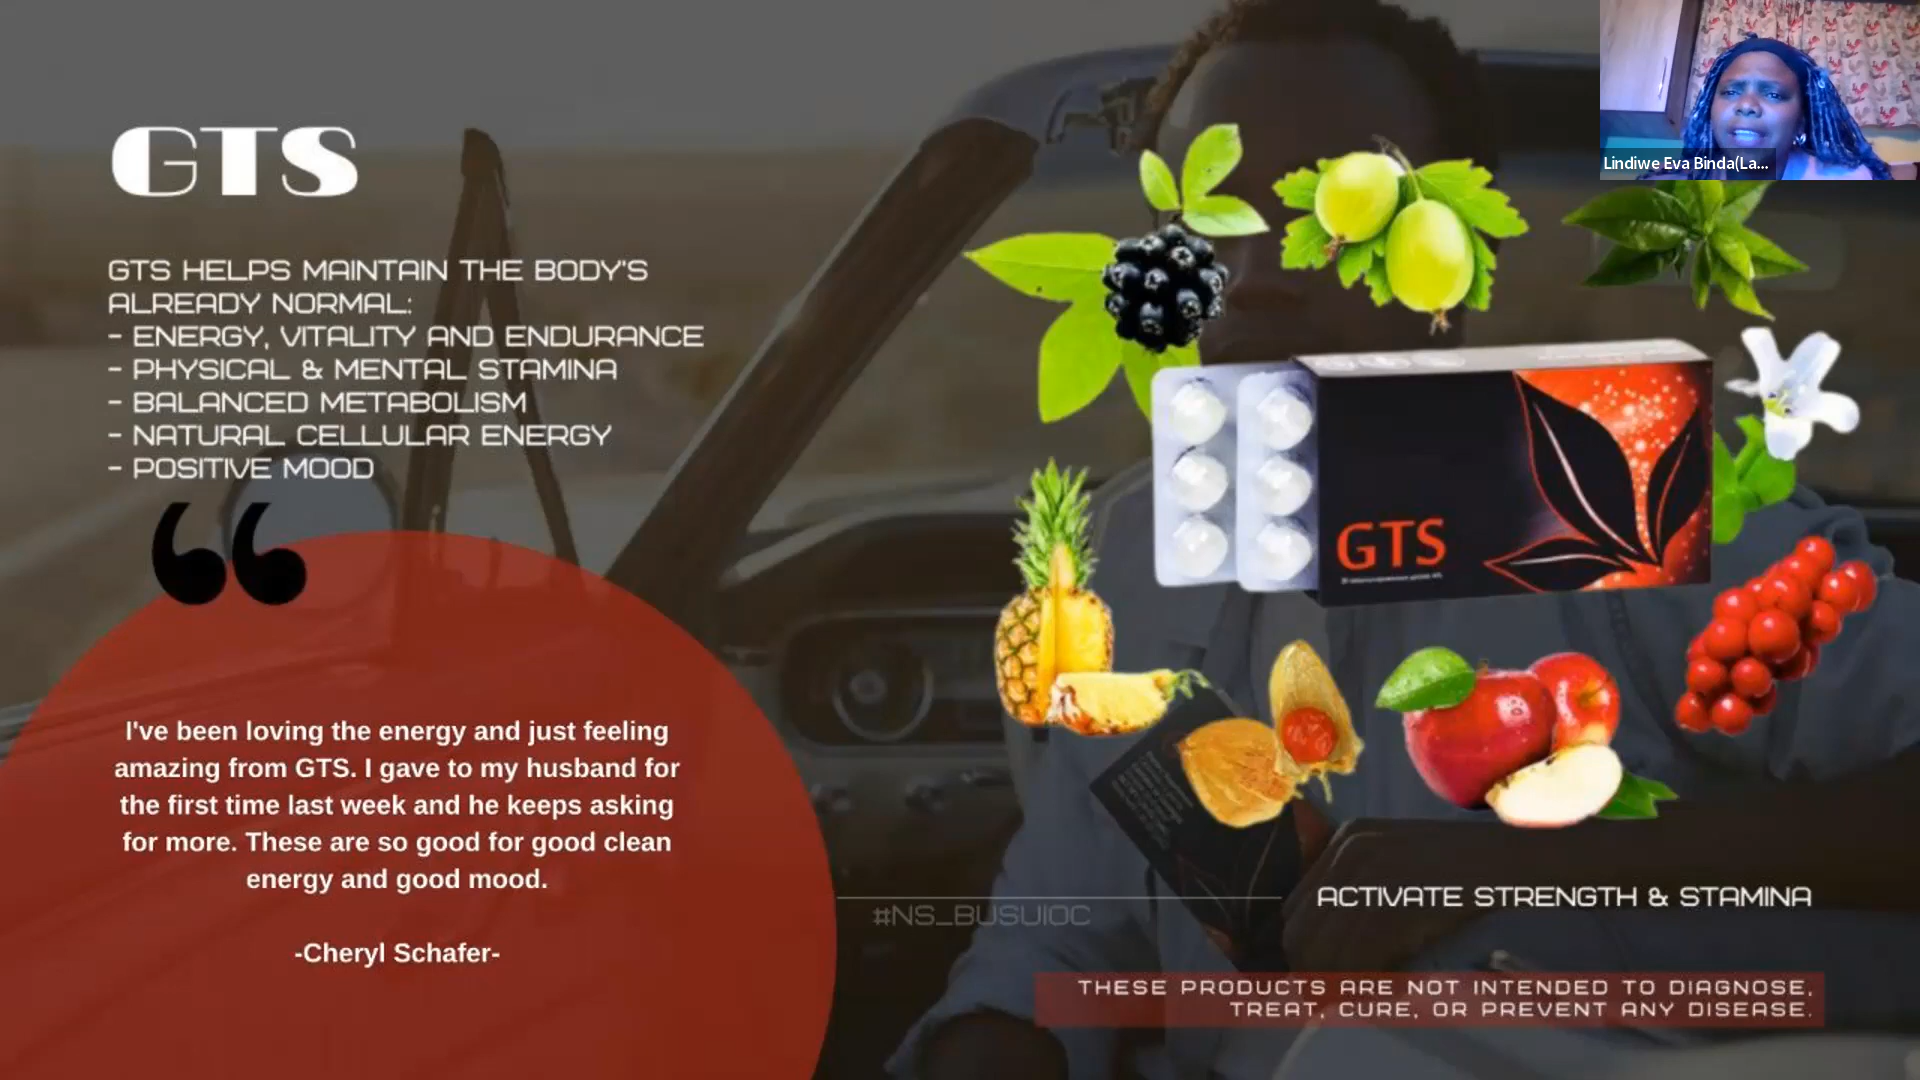 Lindiwe Eva Binda(La...
GTS
GTS HELPS MAINTAIN THE BODY'S
ALREADY NORMAL:
- ENERGY, VITALITY AND ENDURANCE
- PHYSICAL & MENTAL STAMINA
- BALANCED METABOLISM
- NATURAL CELLULAR ENERGY
- POSITIVE MOOD
“
I've been loving the energy and just feeling
amazing from GTS. I gave to my husband for
the first time last week and he keeps asking
for more. These are so good for good clean
energy and good mood.
-Cheryl Schafer-
GTS
#NS_BUSUIOC
ACTIVATE STRENGTH & STAMINA
THESE PRODUCTS ARE NOT INTENDED TO DIAGNOSE,
TREAT, CURE, OR PREVENT ANY DISEASE.